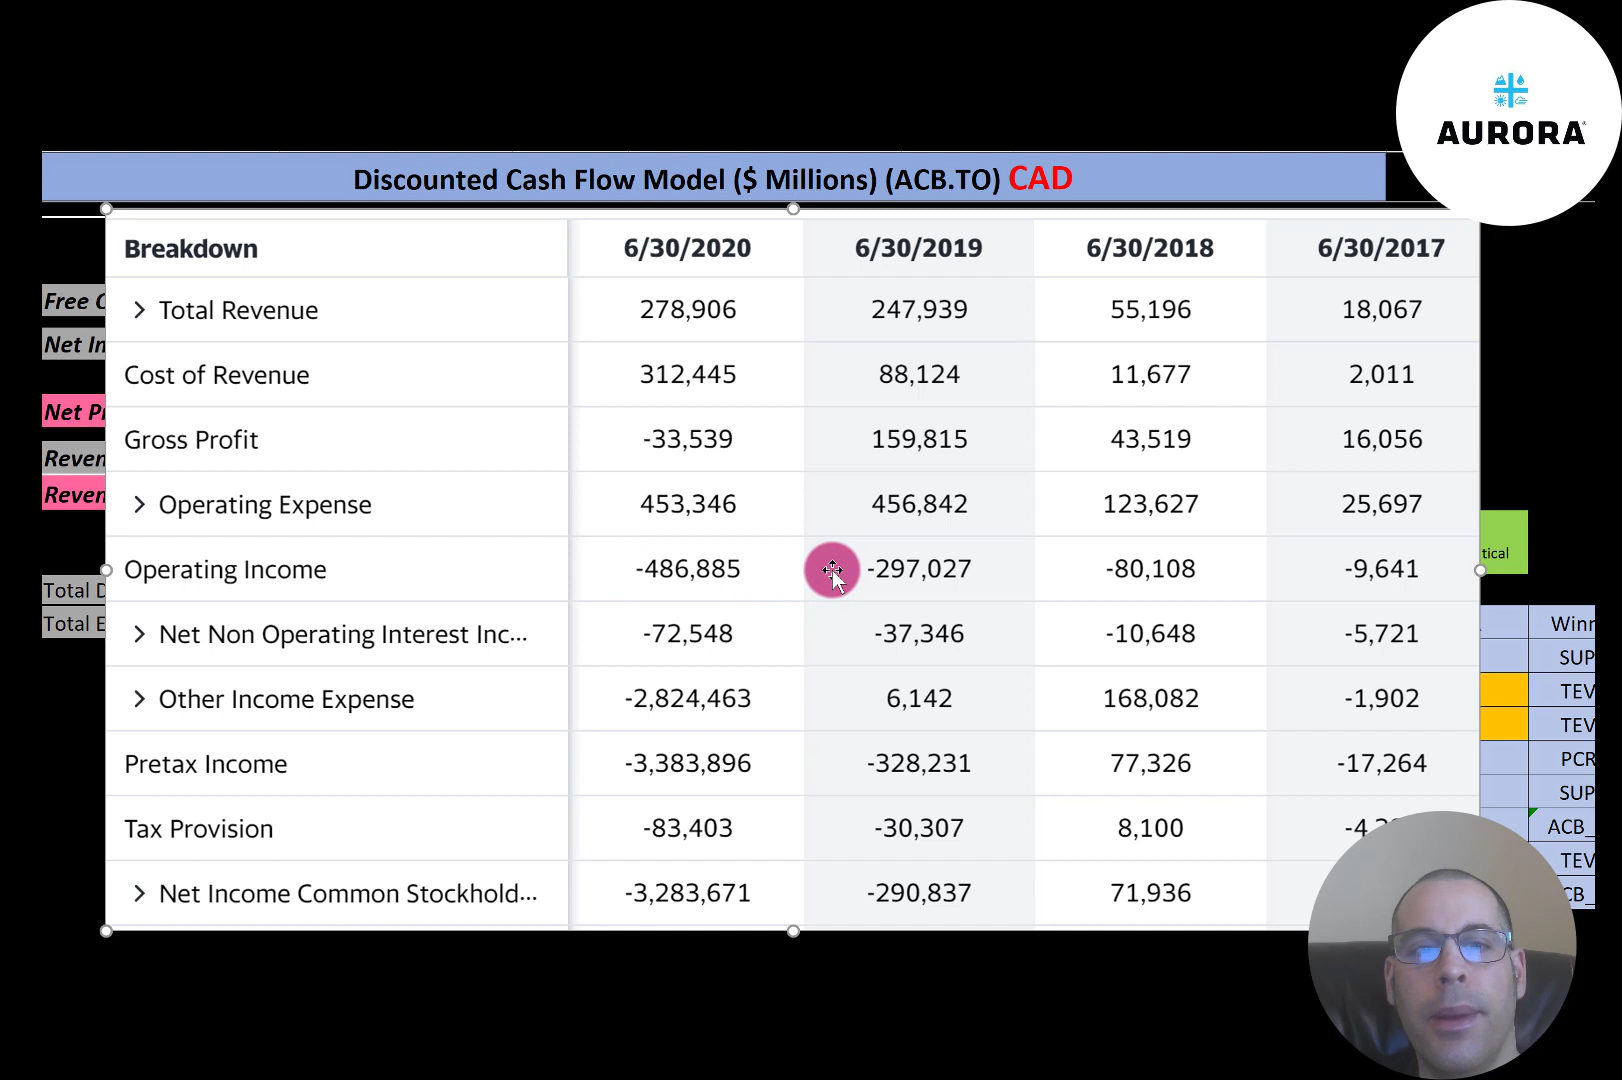 AURORA
Discounted Cash Flow Model ($ Millions) (ACB.TO) CAD
Breakdown 6/30/2020 6/30/2019 6/30/2018 6/30/2017
Free C
> Total Revenue 278,906 247,939 55,196 18,067
Net In
Cost of Revenue 312,445 88,124 11,677 2,011
Net Pr
Gross Profit -33,539 159,815 43,519 16,056
Reven
Reven
> Operating Expense 453,346 456,842 123,627 25,697
tical
Operating Income -486,885 -297,027 -80,108 -9,641
Total D
Total E
Winn
> Net Non Operating Interest Inc... -72,548 -37,346 -10,648 -5,721
SUP
> Other Income Expense -2,824,463 6,142 168,082 -1,902
TEV
TEV
Pretax Income -3,383,896 -328,231 77,326 -17,264
PCR
SUP
Tax Provision -83,403 -30,307 8,100
ACB_
TEV
> Net Income Common Stockhold... -3,283,671 -290,837 71,936
CB_